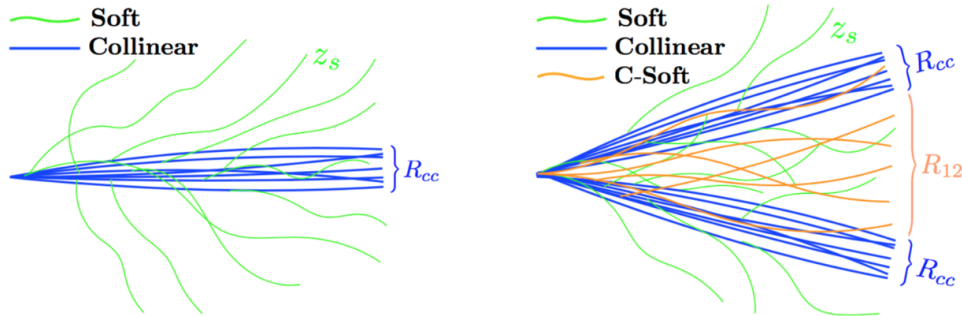 Soft
Collinear
z_s
R_cc
Soft
Collinear
C-Soft
z_s
R_cc
R_12
R_cc